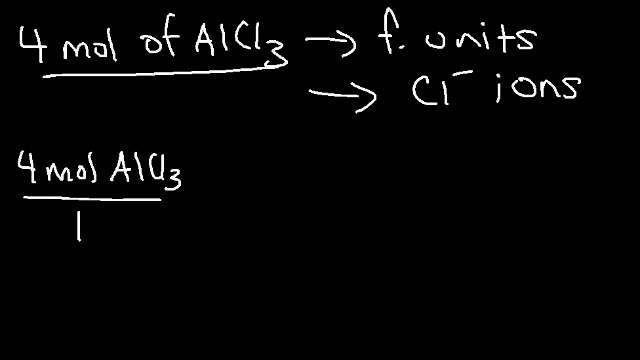 4 mol of AlCl₃ → f. units
→ Cl⁻ ions
4 mol AlCl₃
1